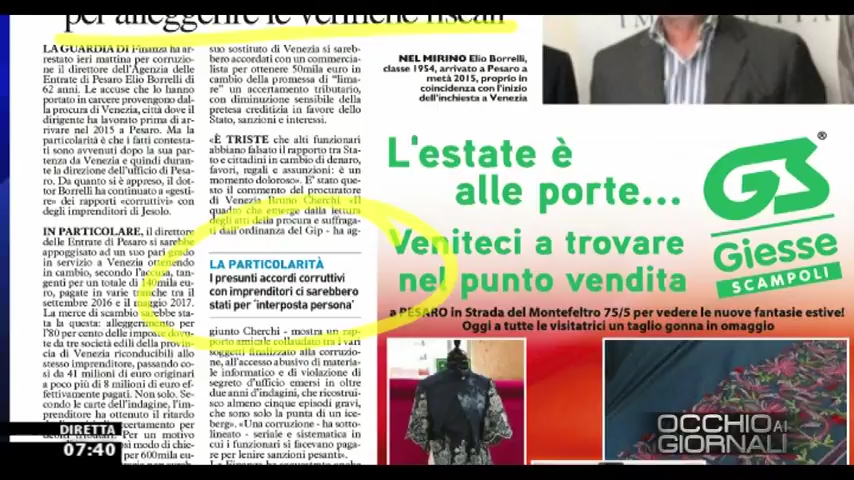 per alleggerire le verifiche fiscali
LA GUARDIA DI Finanza ha ar-
restato ieri mattina per corruzio-
ne il direttore dell'Agenzia delle
Entrate di Pesaro Elio Borrelli di
62 anni. Le accuse che lo hanno
portato in carcere provengono dal-
la procura di Venezia, città dove il
dirigente ha lavorato prima di ar-
rivare nel 2015 a Pesaro. Ma la
particolarità è che i fatti contesta-
ti sono avvenuti dopo la sua par-
tenza da Venezia e quindi duran-
te la direzione dell'ufficio di Pesa-
ro. Da quanto si è appreso, il dot-
tor Borrelli ha continuato a «gesti-
re» dei rapporti «corruttivi» con
degli imprenditori di Jesolo.
IN PARTICOLARE, il direttore
delle Entrate di Pesaro si sarebbe
appoggiato ad un suo pari grado
in servizio a Venezia ottenendo
in cambio, secondo l'accusa, tan-
genti per un totale di 140mila eu-
ro, pagate in varie tranche tra il
settembre 2016 e il maggio 2017.
La merce di scambio sarebbe sta-
ta la questa: alleggerimento per
l'80 per cento delle imposte dovu-
te da tre società edili della provin-
cia di Venezia riconducibili allo
stesso imprenditore, passando co-
sì da 41 milioni di euro originari
a poco più di 8 milioni di euro ef-
fettivamente pagati. Non solo. Se-
condo le carte dell'indagine, l'im-
prenditore ha ottenuto il ritardo
certamento per
Per un motivo
modo di chie-
per 600mila eu-
suo sostituto di Venezia si sareb-
bero accordati con un commercia-
lista per ottenere 50mila euro in
cambio della promessa di "lima-
re" un accertamento tributario,
con diminuzione sensibile della
pretesa creditizia in favore dello
Stato, sanzioni e interessi.
«È TRISTE che alti funzionari
abbiano falsato il rapporto tra Sta-
to e cittadini in cambio di denaro,
favori, regali e assunzioni: è un
momento doloroso». E' stato que-
sto il commento del procuratore
di Venezia Bruno Cherchi. «Il
quadro che emerge dalla lettura
degli atti della procura e suffraga-
ti dall'ordinanza del Gip - ha ag-
LA PARTICOLARITÀ
I presunti accordi corruttivi
con imprenditori ci sarebbero
stati per 'interposta persona'
giunto Cherchi - mostra un rap-
porto amicale collaudato tra i vari
soggetti finalizzato alla corruzio-
ne, all'accesso abusivo di materia-
le informatico e di violazione di
segreto d'ufficio emersi in oltre
due anni d'indagini, che ricostrui-
sco almeno cinque episodi gravi,
che sono solo la punta di un ice-
berg». «Una corruzione - ha sotto-
lineato - seriale e sistematica in
cui i funzionari si facevano paga-
re per lenire sanzioni pesanti».
NEL MIRINO Elio Borrelli,
classe 1954, arrivato a Pesaro a
metà 2015, proprio in
coincidenza con l'inizio
dell'inchiesta a Venezia
L'estate è
alle porte...
Veniteci a trovare
nel punto vendita
GS®
Giesse
SCAMPOLI
a PESARO in Strada del Montefeltro 75/5 per vedere le nuove fantasie estive!
Oggi a tutte le visitatrici un taglio gonna in omaggio
OCCHIO AI
GIORNALI
DIRETTA
07:40